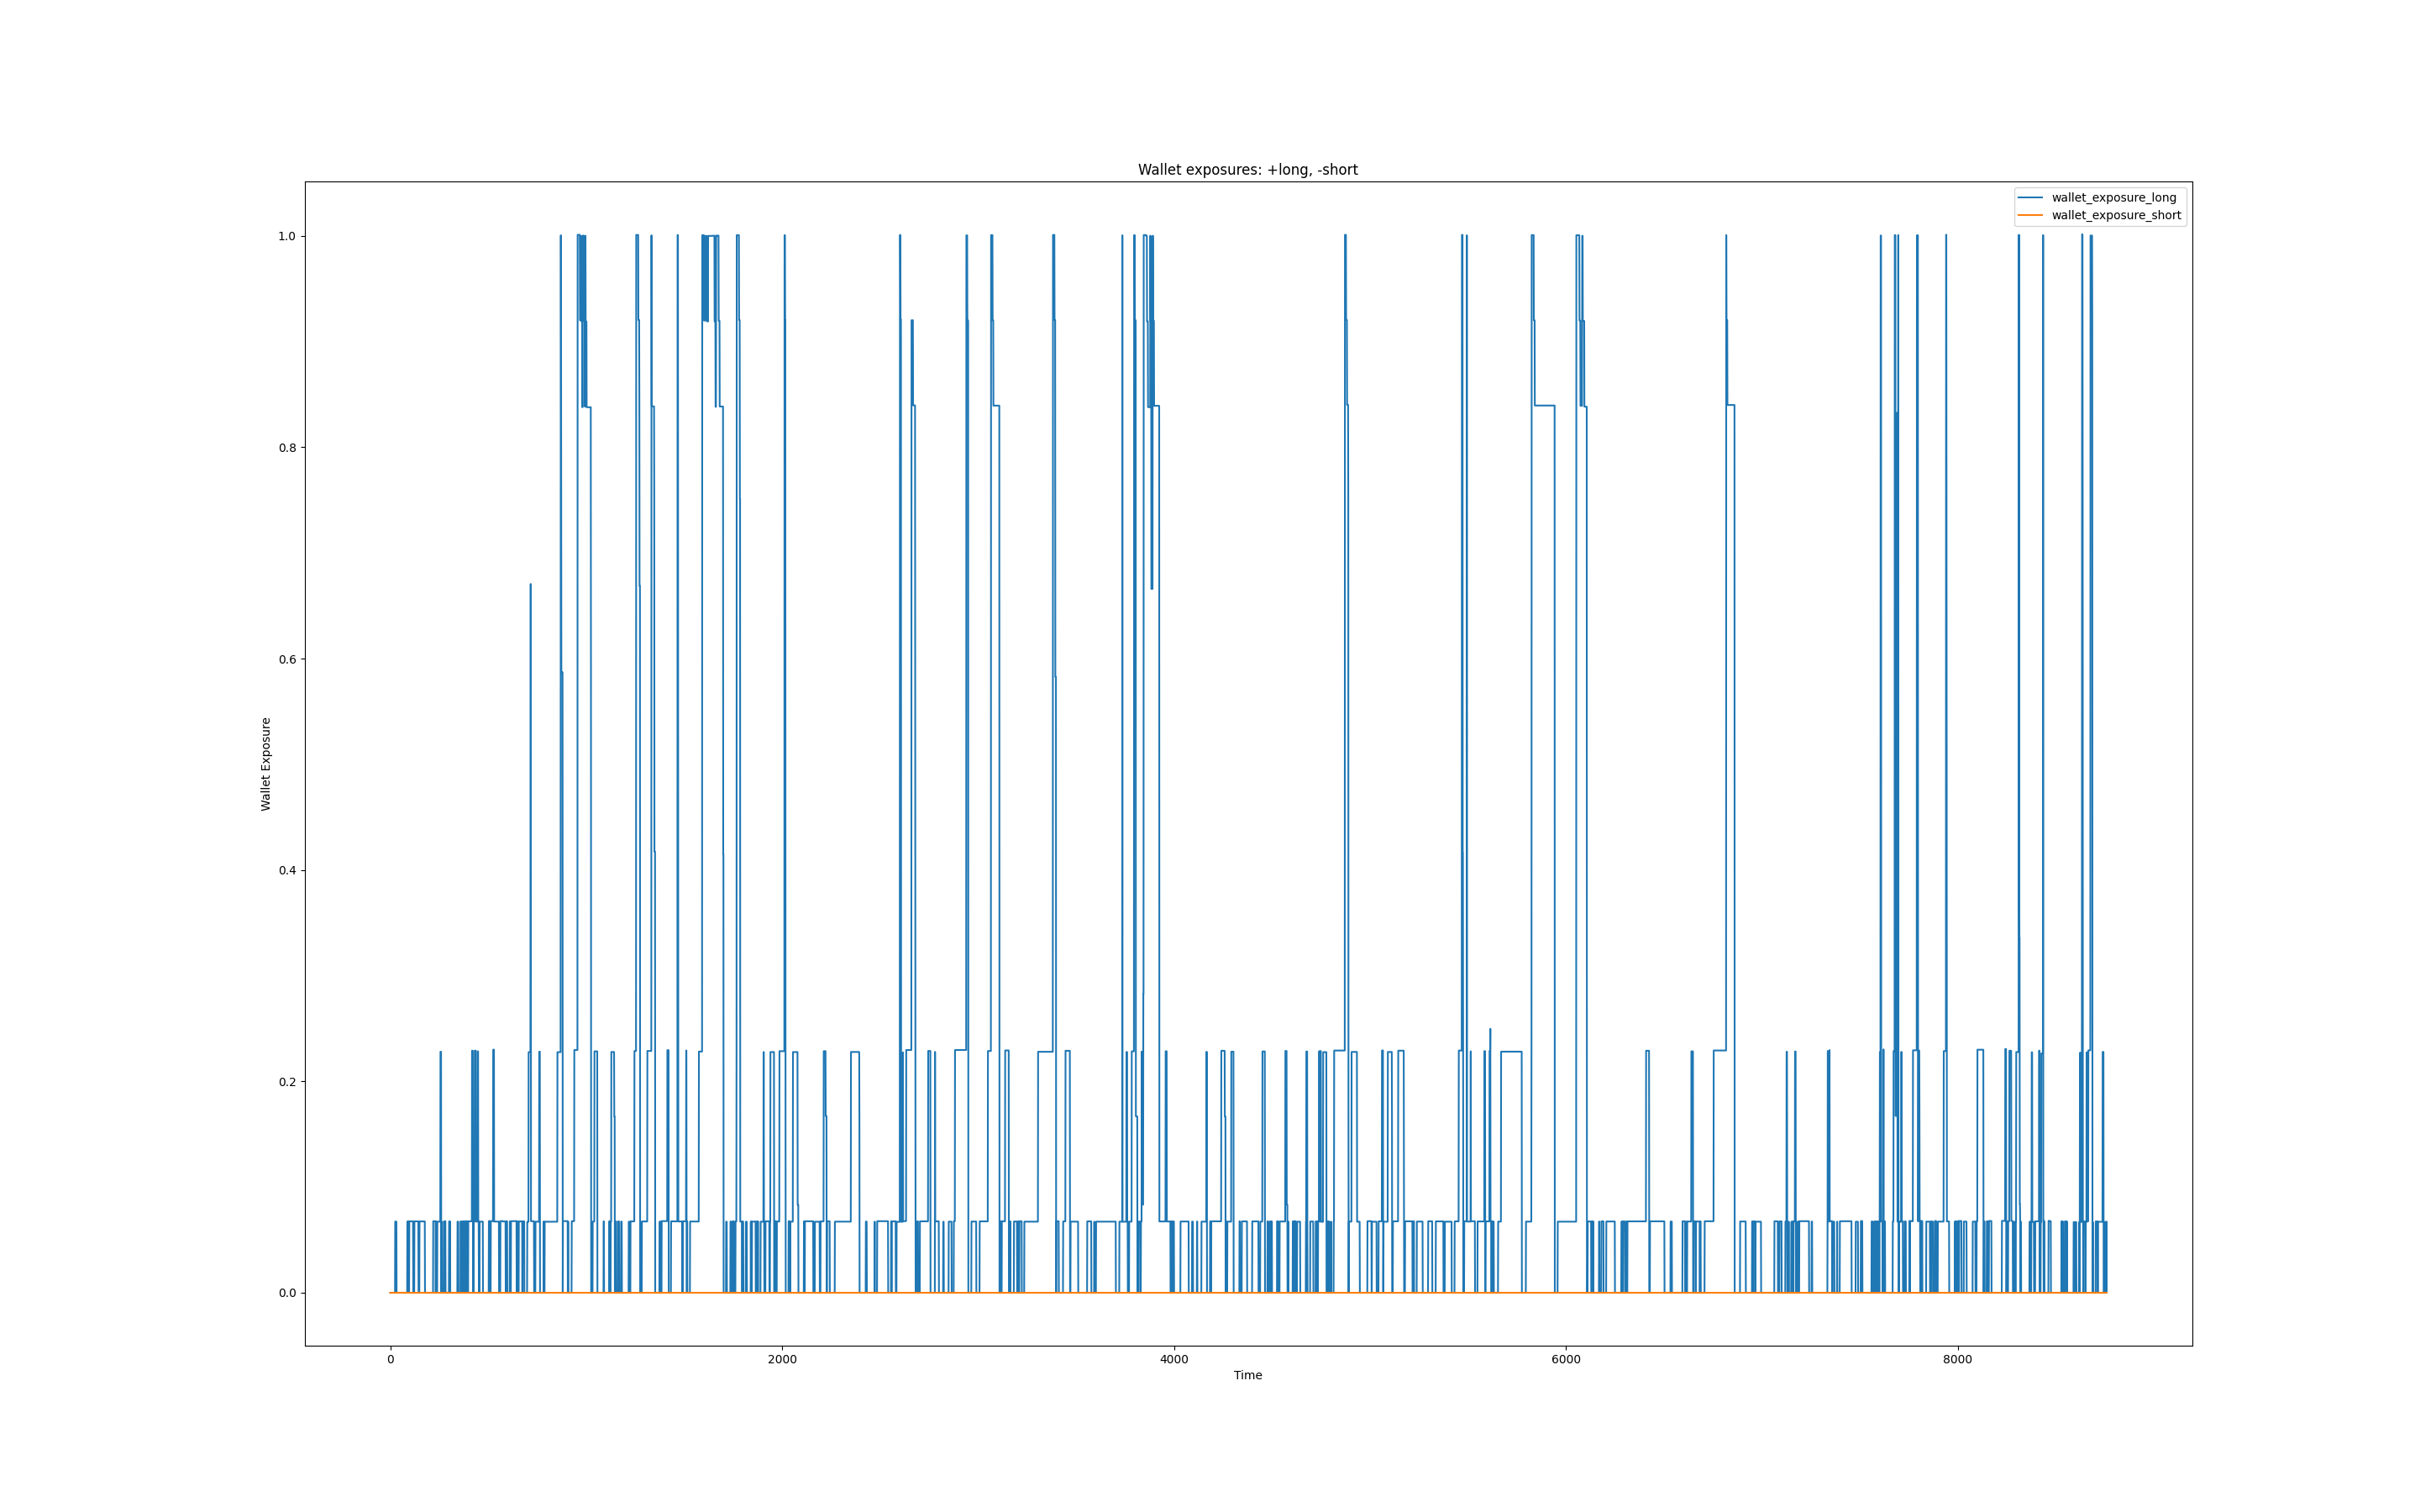 Wallet exposures: +long, -short
wallet_exposure_long
wallet_exposure_short
1.0
0.8
0.6
0.4
0.2
0.0
Wallet Exposure
0 2000 4000 6000 8000
Time